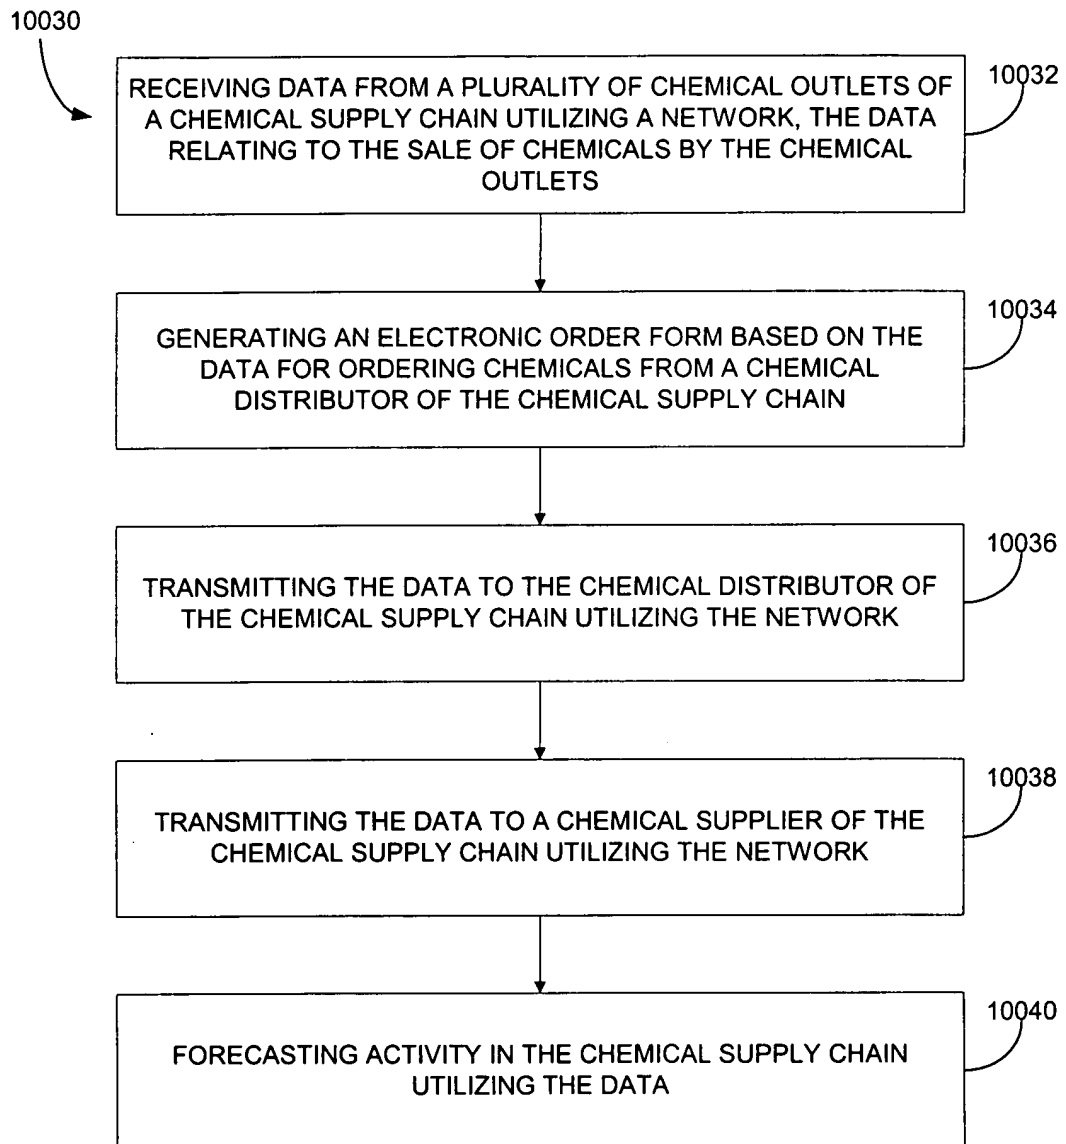 10030
10032
RECEIVING DATA FROM A PLURALITY OF CHEMICAL OUTLETS OF
A CHEMICAL SUPPLY CHAIN UTILIZING A NETWORK, THE DATA
RELATING TO THE SALE OF CHEMICALS BY THE CHEMICAL
OUTLETS
10034
GENERATING AN ELECTRONIC ORDER FORM BASED ON THE
DATA FOR ORDERING CHEMICALS FROM A CHEMICAL
DISTRIBUTOR OF THE CHEMICAL SUPPLY CHAIN
10036
TRANSMITTING THE DATA TO THE CHEMICAL DISTRIBUTOR OF
THE CHEMICAL SUPPLY CHAIN UTILIZING THE NETWORK
10038
TRANSMITTING THE DATA TO A CHEMICAL SUPPLIER OF THE
CHEMICAL SUPPLY CHAIN UTILIZING THE NETWORK
10040
FORECASTING ACTIVITY IN THE CHEMICAL SUPPLY CHAIN
UTILIZING THE DATA